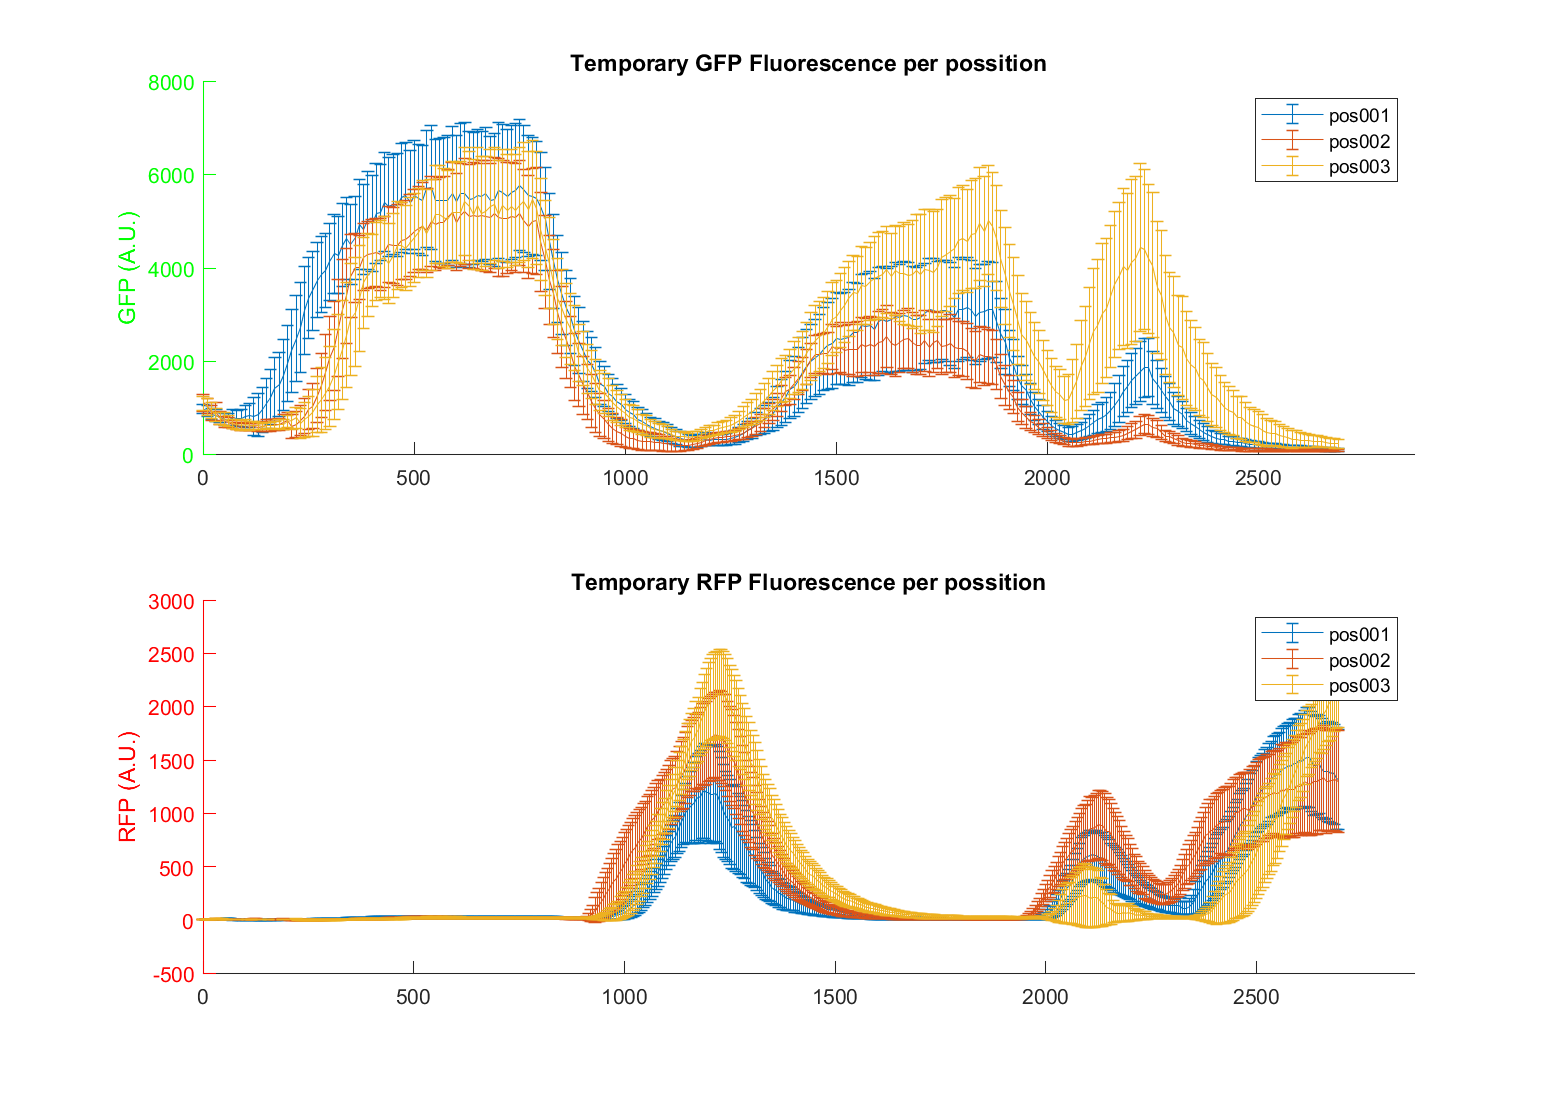 Temporary GFP Fluorescence per possition
8000
6000
4000
2000
0
GFP (A.U.)
pos001
pos002
pos003
0 500 1000 1500 2000 2500
Temporary RFP Fluorescence per possition
3000
2500
2000
1500
1000
500
0
-500
RFP (A.U.)
pos001
pos002
pos003
0 500 1000 1500 2000 2500